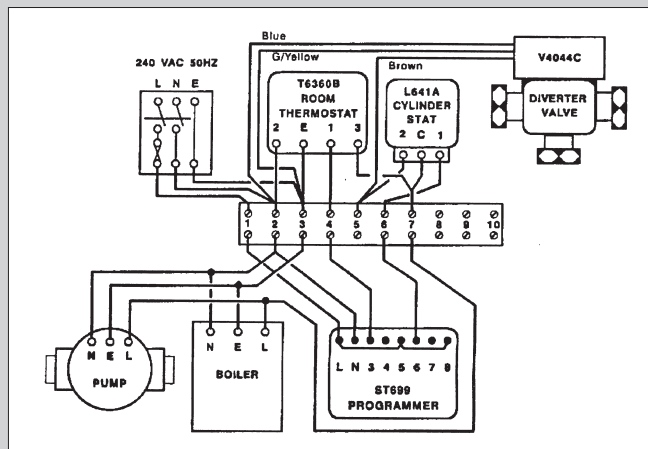 Blue
G/Yellow
Brown
V4044C
DIVERTER
VALVE
240 VAC 50HZ
L N E
T6360B
ROOM
THERMOSTAT
2 E 1 3
L641A
CYLINDER
STAT
2 C 1
1 2 3 4 5 6 7 8 9 10
N E L
PUMP
N E L
BOILER
L N 3 4 5 6 7 8
ST699
PROGRAMMER